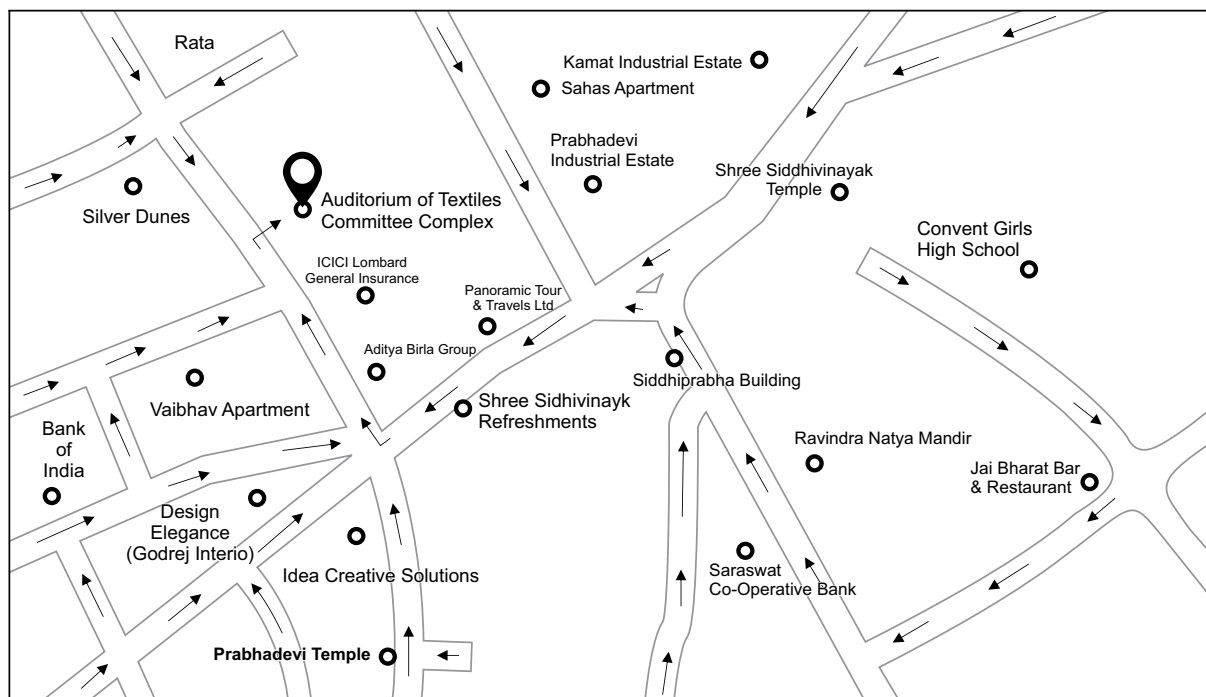 Rata
Kamat Industrial Estate
Sahas Apartment
Prabhadevi
Industrial Estate
Shree Siddhivinayak
Temple
Silver Dunes
Auditorium of Textiles
Committee Complex
Convent Girls
High School
ICICI Lombard
General Insurance
Panoramic Tour
& Travels Ltd
Aditya Birla Group
Siddhiprabha Building
Vaibhav Apartment
Shree Sidhivinayk
Refreshments
Bank
of
India
Ravindra Natya Mandir
Jai Bharat Bar
& Restaurant
Design
Elegance
(Godrej Interio)
Idea Creative Solutions
Saraswat
Co-Operative Bank
Prabhadevi Temple